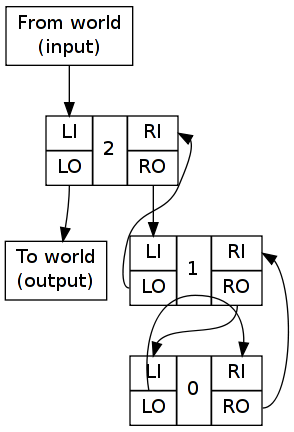 From world
(input)
LI 2 RI
LO RO
To world
(output)
LI 1 RI
LO RO
LI 0 RI
LO RO